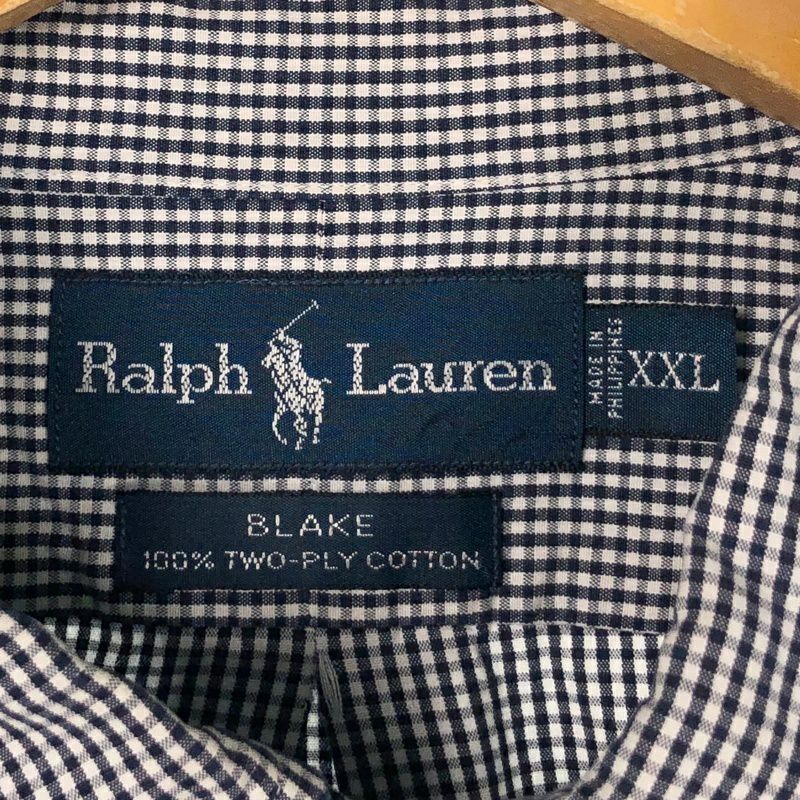 Ralph Lauren
MADE IN
PHILIPPINES
XXL
BLAKE
100% TWO-PLY COTTON